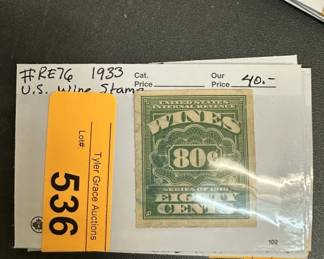 #RE76 1933
U.S. Wine Stamp
Cat.
Price
Our
Price 40.-
Lot#:
536
Tyler Grace Auctions
UNITED STATES
INTERNAL REVENUE
WINES
80¢
SERIES OF 1916
EIGHTY
CENTS
102